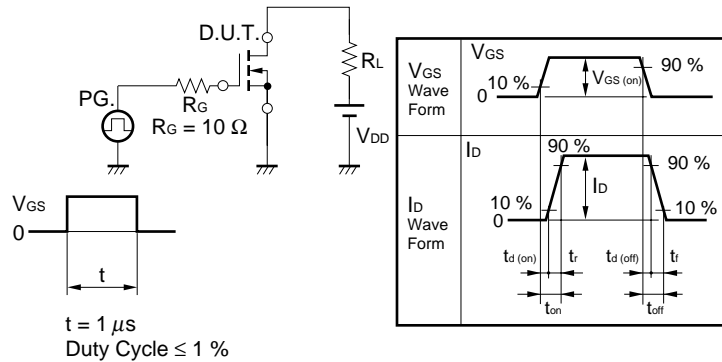 D.U.T.
RL
PG.
RG
RG = 10 Ω
VDD
VGS
0
t
t = 1 μs
Duty Cycle ≤ 1 %
VGS
Wave
Form
VGS
10 %
0
VGS (on)
90 %
ID
Wave
Form
ID
90 %
90 %
10 %
0
ID
10 %
td (on)
tr
td (off)
tf
ton
toff